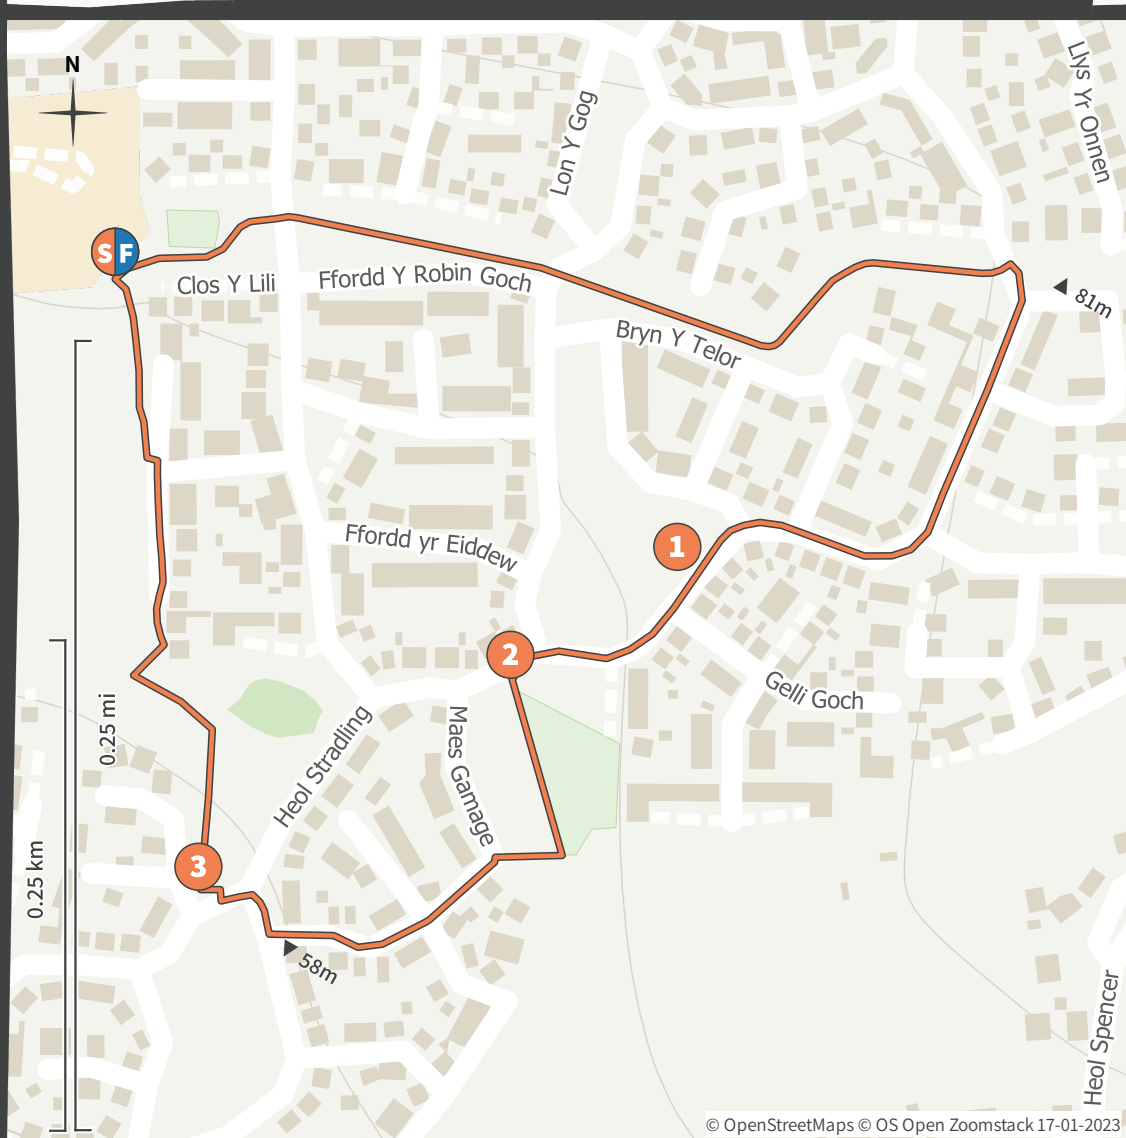 N
Llys Yr Onnen
Lon Y Gog
S F
Clos Y Lili
Ffordd Y Robin Goch
81m
Bryn Y Telor
Ffordd yr Eiddew
1
2
Gelli Goch
0.25 mi
Heol Stradling
Maes Gamage
0.25 km
3
58m
Heol Spencer
© OpenStreetMaps © OS Open Zoomstack 17-01-2023